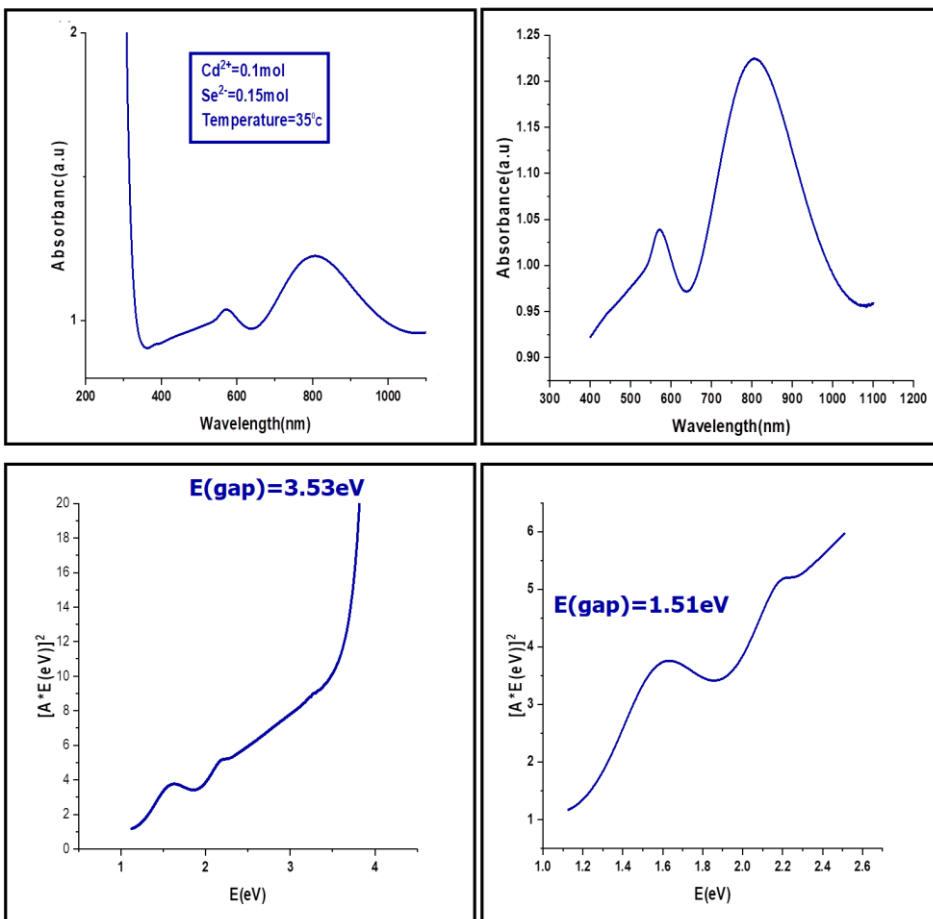 2
1
Absorbanc(a.u)
Cd²⁺=0.1mol
Se²⁻=0.15mol
Temperature=35⁰c
200 400 600 800 1000
Wavelength(nm)
1.25
1.20
1.15
1.10
1.05
1.00
0.95
0.90
Absorbance(a.u)
300 400 500 600 700 800 900 1000 1100 1200
Wavelength(nm)
E(gap)=3.53eV
20
18
16
14
12
10
8
6
4
2
0
[A*E(eV)]²
1 2 3 4
E(eV)
6
5
4
3
2
1
[A*E(eV)]²
E(gap)=1.51eV
1.0 1.2 1.4 1.6 1.8 2.0 2.2 2.4 2.6
E(eV)